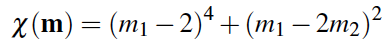 χ(𝐦) = (m₁ − 2)⁴ + (m₁ − 2m₂)²